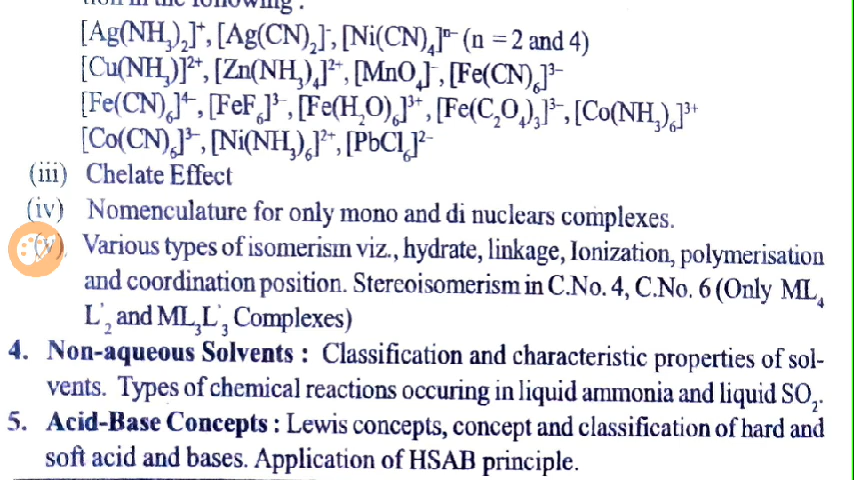 tion in the following :
[Ag(NH₃)₂]⁺, [Ag(CN)₂]⁻, [Ni(CN)₄]ⁿ⁻ (n = 2 and 4)
[Cu(NH₃)]²⁺, [Zn(NH₃)₄]²⁺, [MnO₄]⁻, [Fe(CN)₆]³⁻
[Fe(CN)₆]⁴⁻, [FeF₆]³⁻, [Fe(H₂O)₆]³⁺, [Fe(C₂O₄)₃]³⁻, [Co(NH₃)₆]³⁺
[Co(CN)₆]³⁻, [Ni(NH₃)₆]²⁺, [PbCl₆]²⁻
(iii) Chelate Effect
(iv) Nomenculature for only mono and di nuclears complexes.
(v) Various types of isomerism viz., hydrate, linkage, Ionization, polymerisation
and coordination position. Stereoisomerism in C.No. 4, C.No. 6 (Only ML₄
L'₂ and ML₃L'₃ Complexes)
4. Non-aqueous Solvents : Classification and characteristic properties of sol-
vents. Types of chemical reactions occuring in liquid ammonia and liquid SO₂.
5. Acid-Base Concepts : Lewis concepts, concept and classification of hard and
soft acid and bases. Application of HSAB principle.